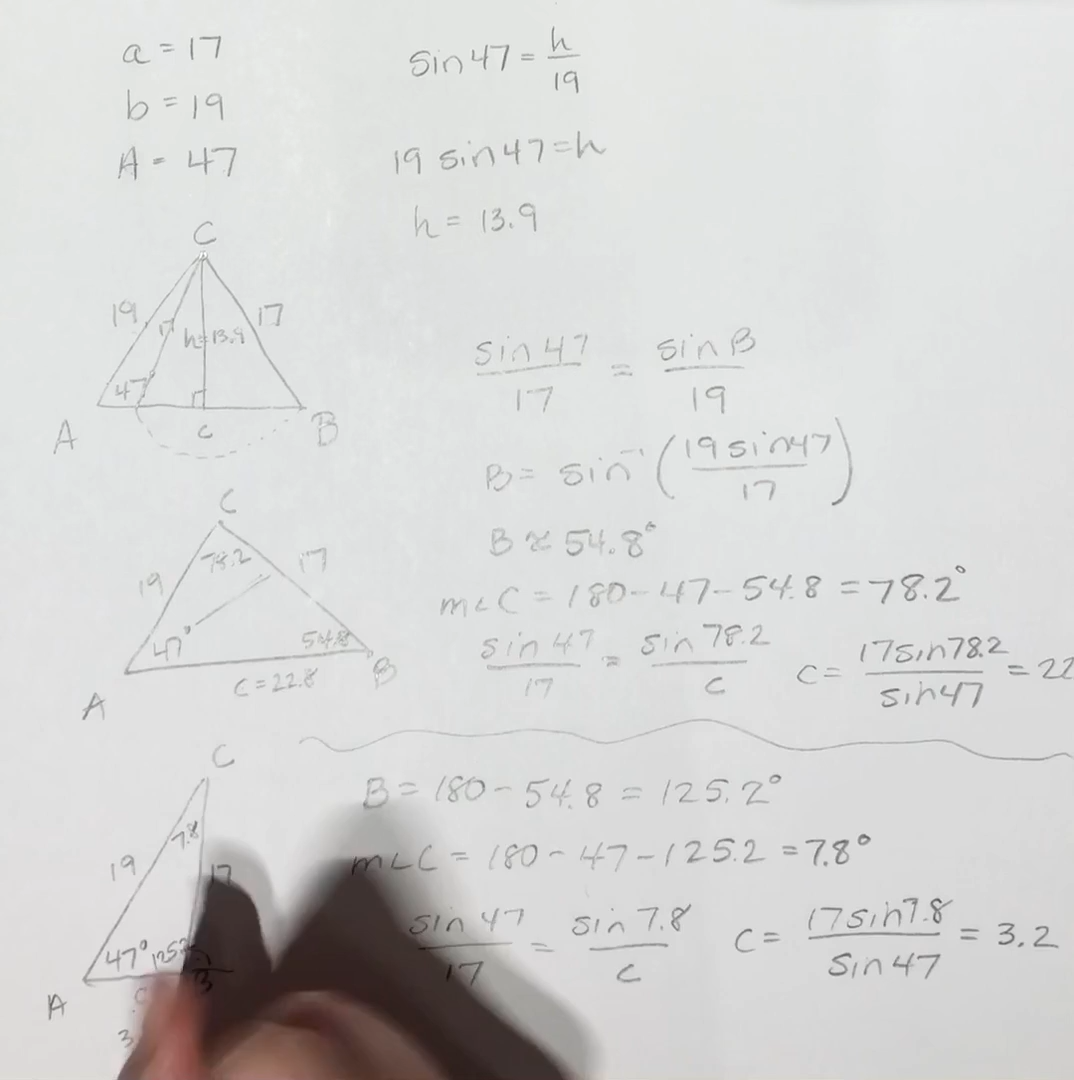 a = 17
b = 19
A = 47
sin 47 = h/19
19 sin 47 = h
h = 13.9
C
19
17
h = 13.9
17
47
A
c
B
sin 47/17 = sin B/19
B = sin⁻¹ (19 sin 47/17)
B ≈ 54.8°
C
78.2
19
17
47°
54.8
A
c = 22.8
B
m∠C = 180 - 47 - 54.8 = 78.2°
sin 47/17 = sin 78.2/c
c = 17 sin 78.2/sin 47 = 22
C
7.8
19
17
47°
125.2
A
B
c
3.
B = 180 - 54.8 = 125.2°
m∠C = 180 - 47 - 125.2 = 7.8°
sin 47/17 = sin 7.8/c
c = 17 sin 7.8/sin 47 = 3.2